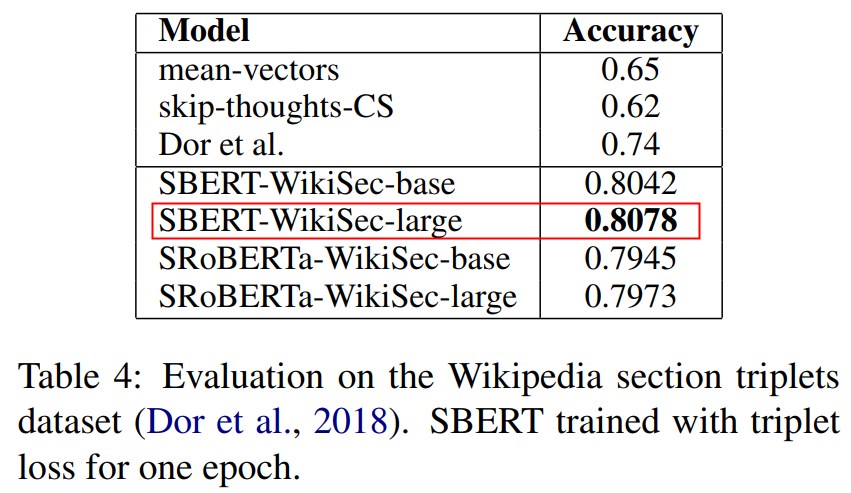 Model Accuracy
mean-vectors 0.65
skip-thoughts-CS 0.62
Dor et al. 0.74
SBERT-WikiSec-base 0.8042
SBERT-WikiSec-large 0.8078
SRoBERTa-WikiSec-base 0.7945
SRoBERTa-WikiSec-large 0.7973
Table 4: Evaluation on the Wikipedia section triplets
dataset (Dor et al., 2018). SBERT trained with triplet
loss for one epoch.